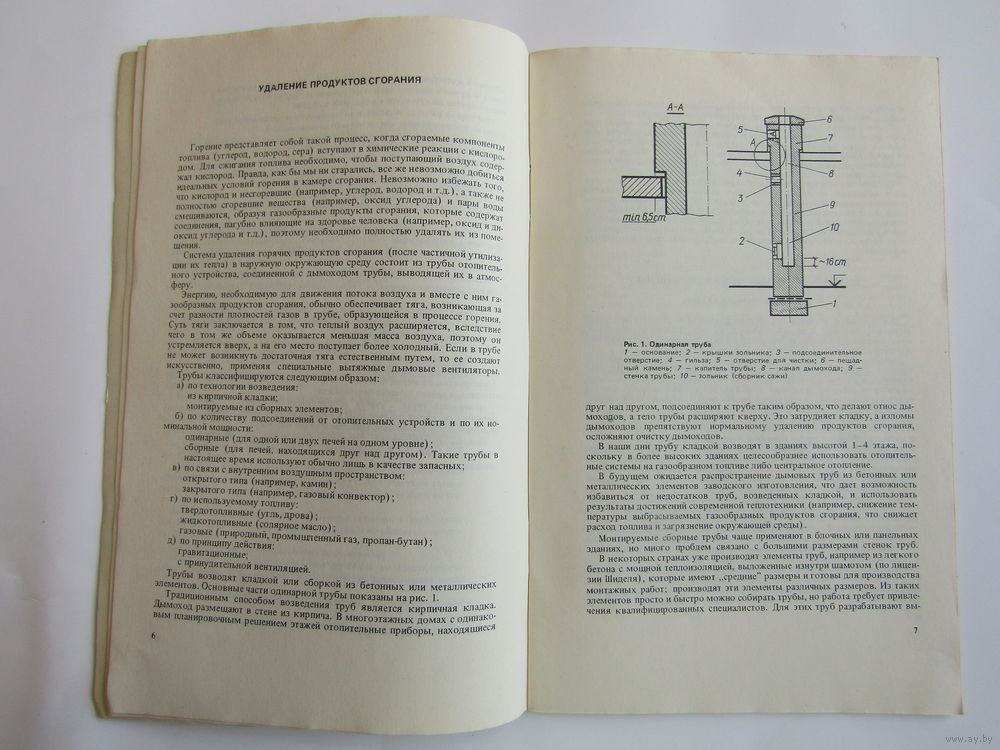 УДАЛЕНИЕ ПРОДУКТОВ СГОРАНИЯ
Горение представляет собой такой процесс, когда сгораемые компоненты
топлива (углерод, водород, сера) вступают в химические реакции с кислоро-
дом. Для сжигания топлива необходимо, чтобы поступающий воздух содер-
жал кислород. Правда, как бы мы ни старались, все же невозможно добиться
идеальных условий горения в камере сгорания. Невозможно избежать того,
что кислород и несгоревшие (например, углерод, водород и т.д.), а также не
полностью сгоревшие вещества (например, оксид углерода) и пары воды
смешиваются, образуя газообразные продукты сгорания, которые содержат
соединения, пагубно влияющие на здоровье человека (например, оксид и ди-
оксид углерода и т.д.), поэтому необходимо полностью удалять их из поме-
щения.
Система удаления горячих продуктов сгорания (после частичной утилиза-
ции их тепла) в наружную окружающую среду состоит из трубы отопитель-
ного устройства, соединенной с дымоходом трубы, выводящей их в атмос-
феру.
Энергию, необходимую для движения потока воздуха и вместе с ним га-
зообразных продуктов сгорания, обычно обеспечивает тяга, возникающая за
счет разности плотностей газов в трубе, образующейся в процессе горения.
Суть тяги заключается в том, что теплый воздух расширяется, вследствие
чего в том же объеме оказывается меньшая масса воздуха, поэтому он
устремляется вверх, а на его место поступает более холодный. Если в трубе
не может возникнуть достаточная тяга естественным путем, то ее создают
искусственно, применяя специальные вытяжные дымовые вентиляторы.
Трубы классифицируются следующим образом:
а) по технологии возведения:
из кирпичной кладки;
монтируемые из сборных элементов;
б) по количеству подсоединений от отопительных устройств и по их но-
минальной мощности:
одинарные (для одной или двух печей на одном уровне);
сборные (для печей, находящихся друг над другом). Такие трубы в
настоящее время используют обычно лишь в качестве запасных;
в) по связи с внутренним воздушным пространством:
открытого типа (например, камин);
закрытого типа (например, газовый конвектор);
г) по используемому топливу:
твердотопливные (уголь, дрова);
жидкотопливные (солярное масло);
газовые (природный, промышленный газ, пропан-бутан);
д) по принципу действия:
гравитационные;
с принудительной вентиляцией.
Трубы возводят кладкой или сборкой из бетонных или металлических
элементов. Основные части одинарной трубы показаны на рис. 1.
Традиционным способом возведения труб является кирпичная кладка.
Дымоход размещают в стене из кирпича. В многоэтажных домах с одинако-
вым планировочным решением этажей отопительные приборы, находящиеся
6
А-А
min 6,5cm
5
А
4
3
2
6
7
8
9
10
~16cm
1
Рис. 1. Одинарная труба
1 — основание; 2 — крышки зольника; 3 — подсоединительное
отверстие; 4 — гильза; 5 — отверстие для чистки; 6 — пещад-
ный камень; 7 — капитель трубы; 8 — канал дымохода; 9 —
стенка трубы; 10 — зольник (сборник сажи)
друг над другом, подсоединяют к трубе таким образом, что делают относ ды-
моходов, а тело трубы расширяют кверху. Это затрудняет кладку, а изломы
дымоходов препятствуют нормальному удалению продуктов сгорания,
осложняют очистку дымоходов.
В наши дни трубу кладкой возводят в зданиях высотой 1–4 этажа, по-
скольку в более высоких зданиях целесообразнее использовать отопитель-
ные системы на газообразном топливе либо центральное отопление.
В будущем ожидается распространение дымовых труб из бетонных или
металлических элементов заводского изготовления, что дает возможность
избавиться от недостатков труб, возведенных кладкой, и использовать
результаты достижений современной теплотехники (например, снижение тем-
пературы выбрасываемых газообразных продуктов сгорания, что снижает
расход топлива и загрязнение окружающей среды).
Монтируемые сборные трубы чаще применяют в блочных или панельных
зданиях, но много проблем связано с большими размерами стенок труб.
В некоторых странах уже производят элементы труб, например из легкого
бетона с мощной теплоизоляцией, выложенные изнутри шамотом (по лицен-
зии Шиделя), которые имеют „средние” размеры и готовы для производства
монтажных работ; производят эти элементы различных размеров. Из таких
элементов просто и быстро можно собирать трубы, но работа требует привле-
чения квалифицированных специалистов. Для этих труб разрабатывают вы-
7
www.ay.by